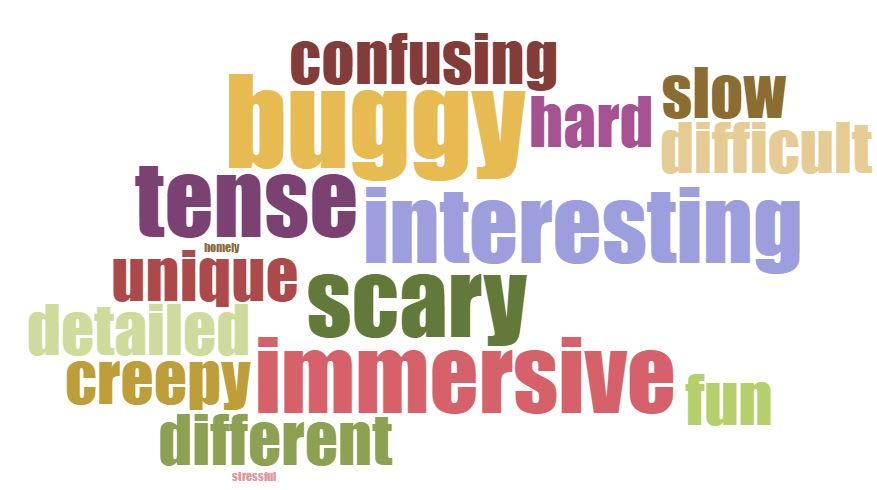 confusing
buggy
hard
slow
difficult
tense
interesting
homely
unique
scary
detailed
creepy
immersive
fun
different
stressful